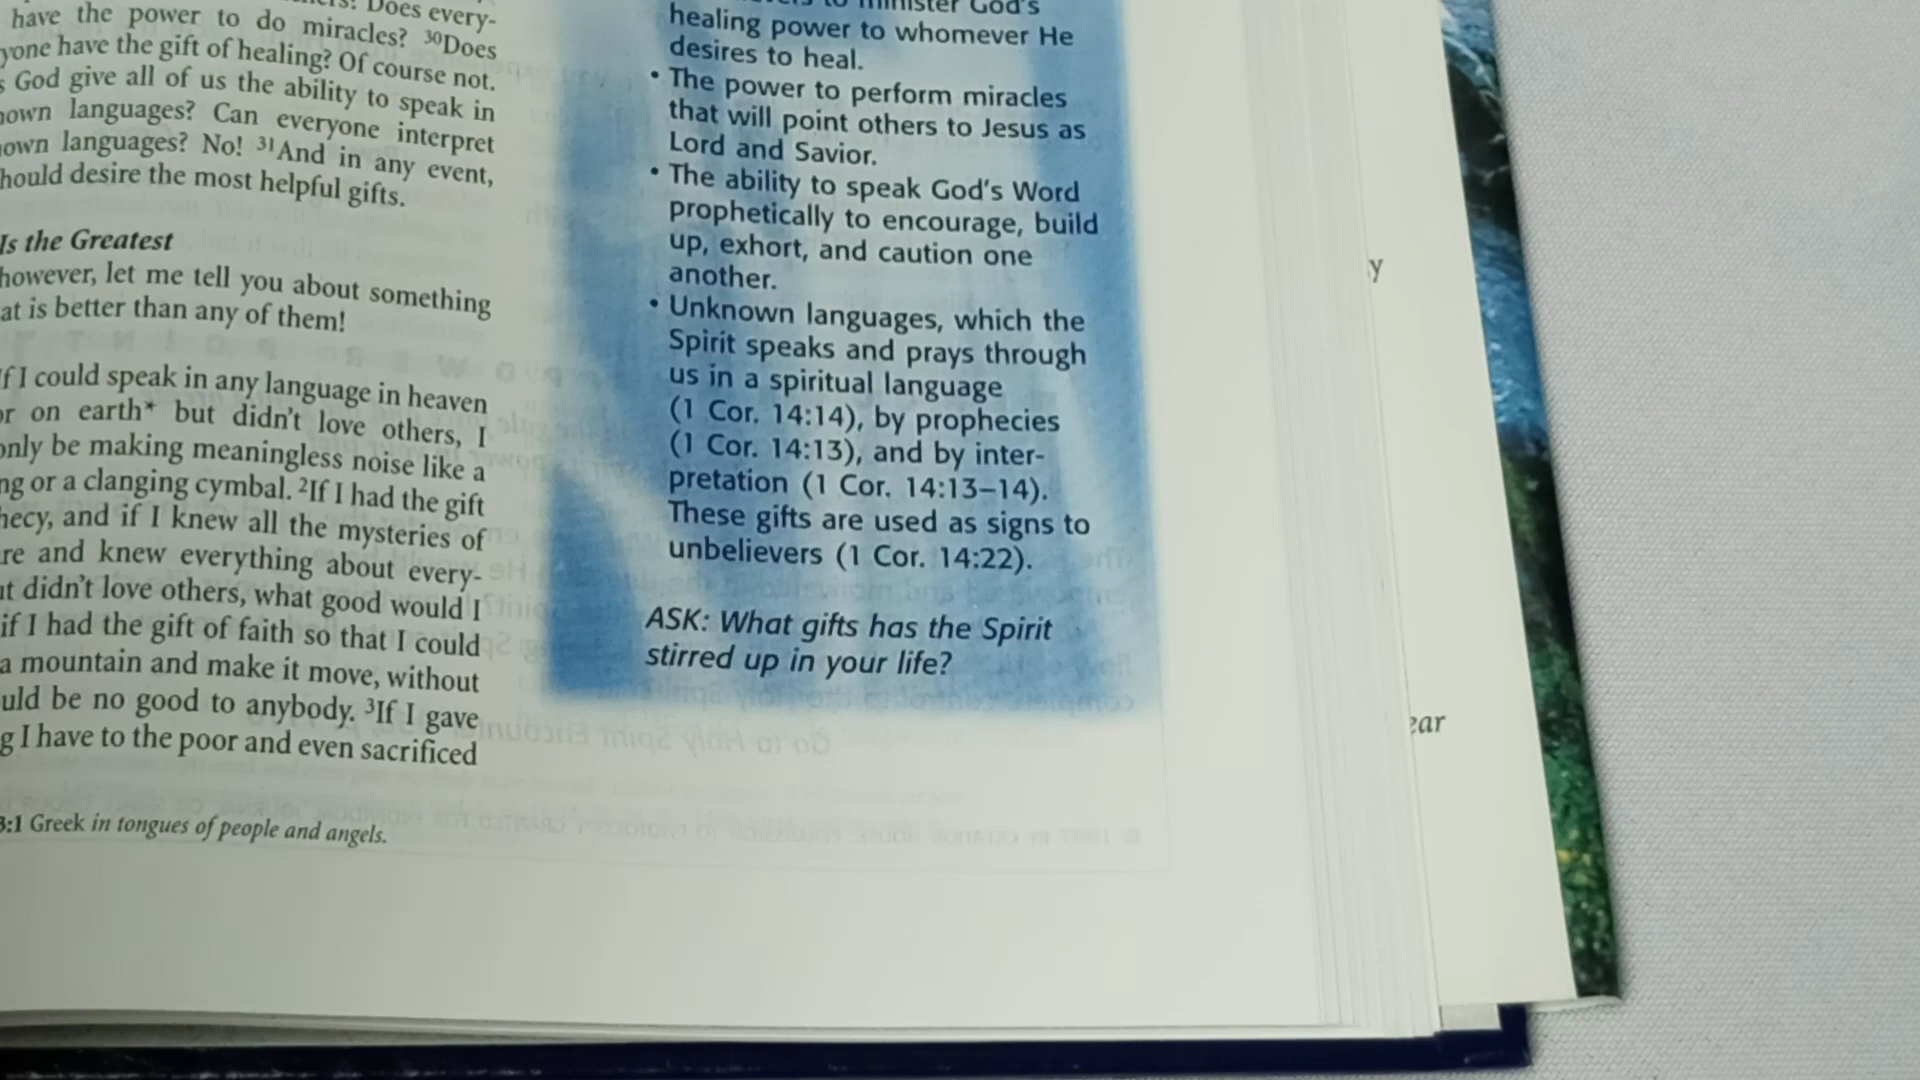 Does every-
have the power to do miracles? 30Does
yone have the gift of healing? Of course not.
s God give all of us the ability to speak in
own languages? Can everyone interpret
own languages? No! 31And in any event,
hould desire the most helpful gifts.
Is the Greatest
however, let me tell you about something
at is better than any of them!
If I could speak in any language in heaven
or on earth* but didn't love others, I
only be making meaningless noise like a
ng or a clanging cymbal. 2If I had the gift
hecy, and if I knew all the mysteries of
re and knew everything about every-
ut didn't love others, what good would I
if I had the gift of faith so that I could
a mountain and make it move, without
uld be no good to anybody. 3If I gave
g I have to the poor and even sacrificed
3:1 Greek in tongues of people and angels.
to minister God's
healing power to whomever He
desires to heal.
• The power to perform miracles
that will point others to Jesus as
Lord and Savior.
• The ability to speak God's Word
prophetically to encourage, build
up, exhort, and caution one
another.
• Unknown languages, which the
Spirit speaks and prays through
us in a spiritual language
(1 Cor. 14:14), by prophecies
(1 Cor. 14:13), and by inter-
pretation (1 Cor. 14:13–14).
These gifts are used as signs to
unbelievers (1 Cor. 14:22).
ASK: What gifts has the Spirit
stirred up in your life?
y
ear